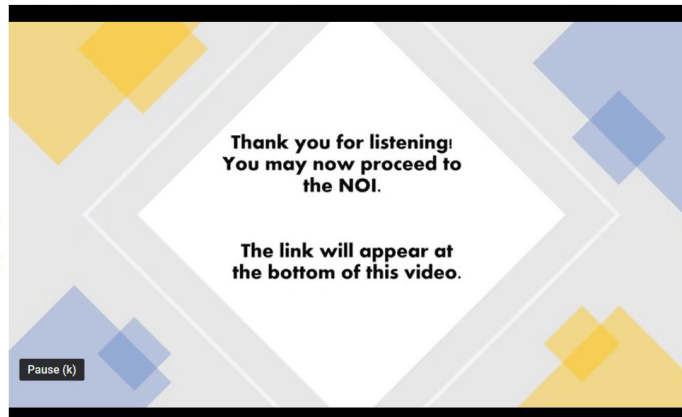 Thank you for listening!
You may now proceed to
the NOI.
The link will appear at
the bottom of this video.
Pause (k)